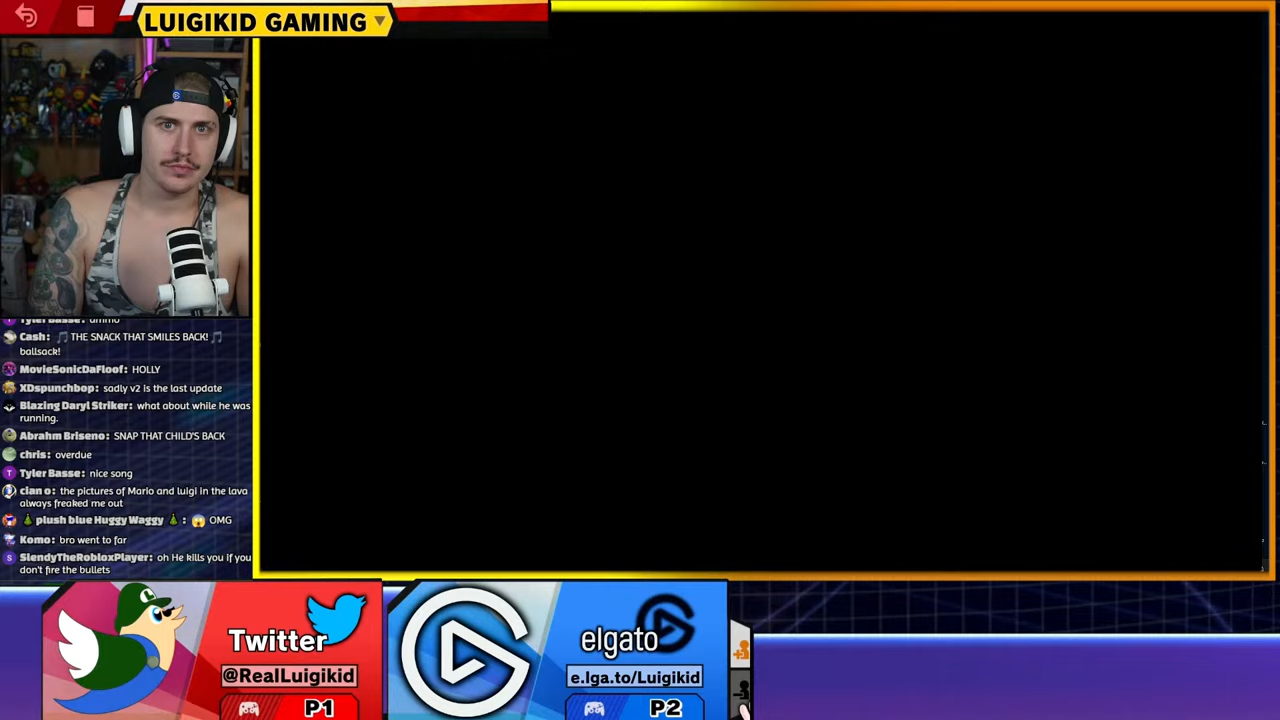 LUIGIKID GAMING
Tyler Basse: ammo
Cash: 🎵 THE SNACK THAT SMILES BACK! 🎵
ballsack!
MovieSonicDaFloof: HOLLY
XDspunchbop: sadly v2 is the last update
Blazing Daryl Striker: what about while he was
running.
Abrahm Briseno: SNAP THAT CHILD'S BACK
chris: overdue
Tyler Basse: nice song
cian o: the pictures of Mario and luigi in the lava
always freaked me out
🎄 plush blue Huggy Waggy 🎄: 😱 OMG
Komo: bro went to far
SlendyTheRobloxPlayer: oh He kills you if you
don't fire the bullets
Twitter
@RealLuigikid
P1
elgato
e.lga.to/Luigikid
P2